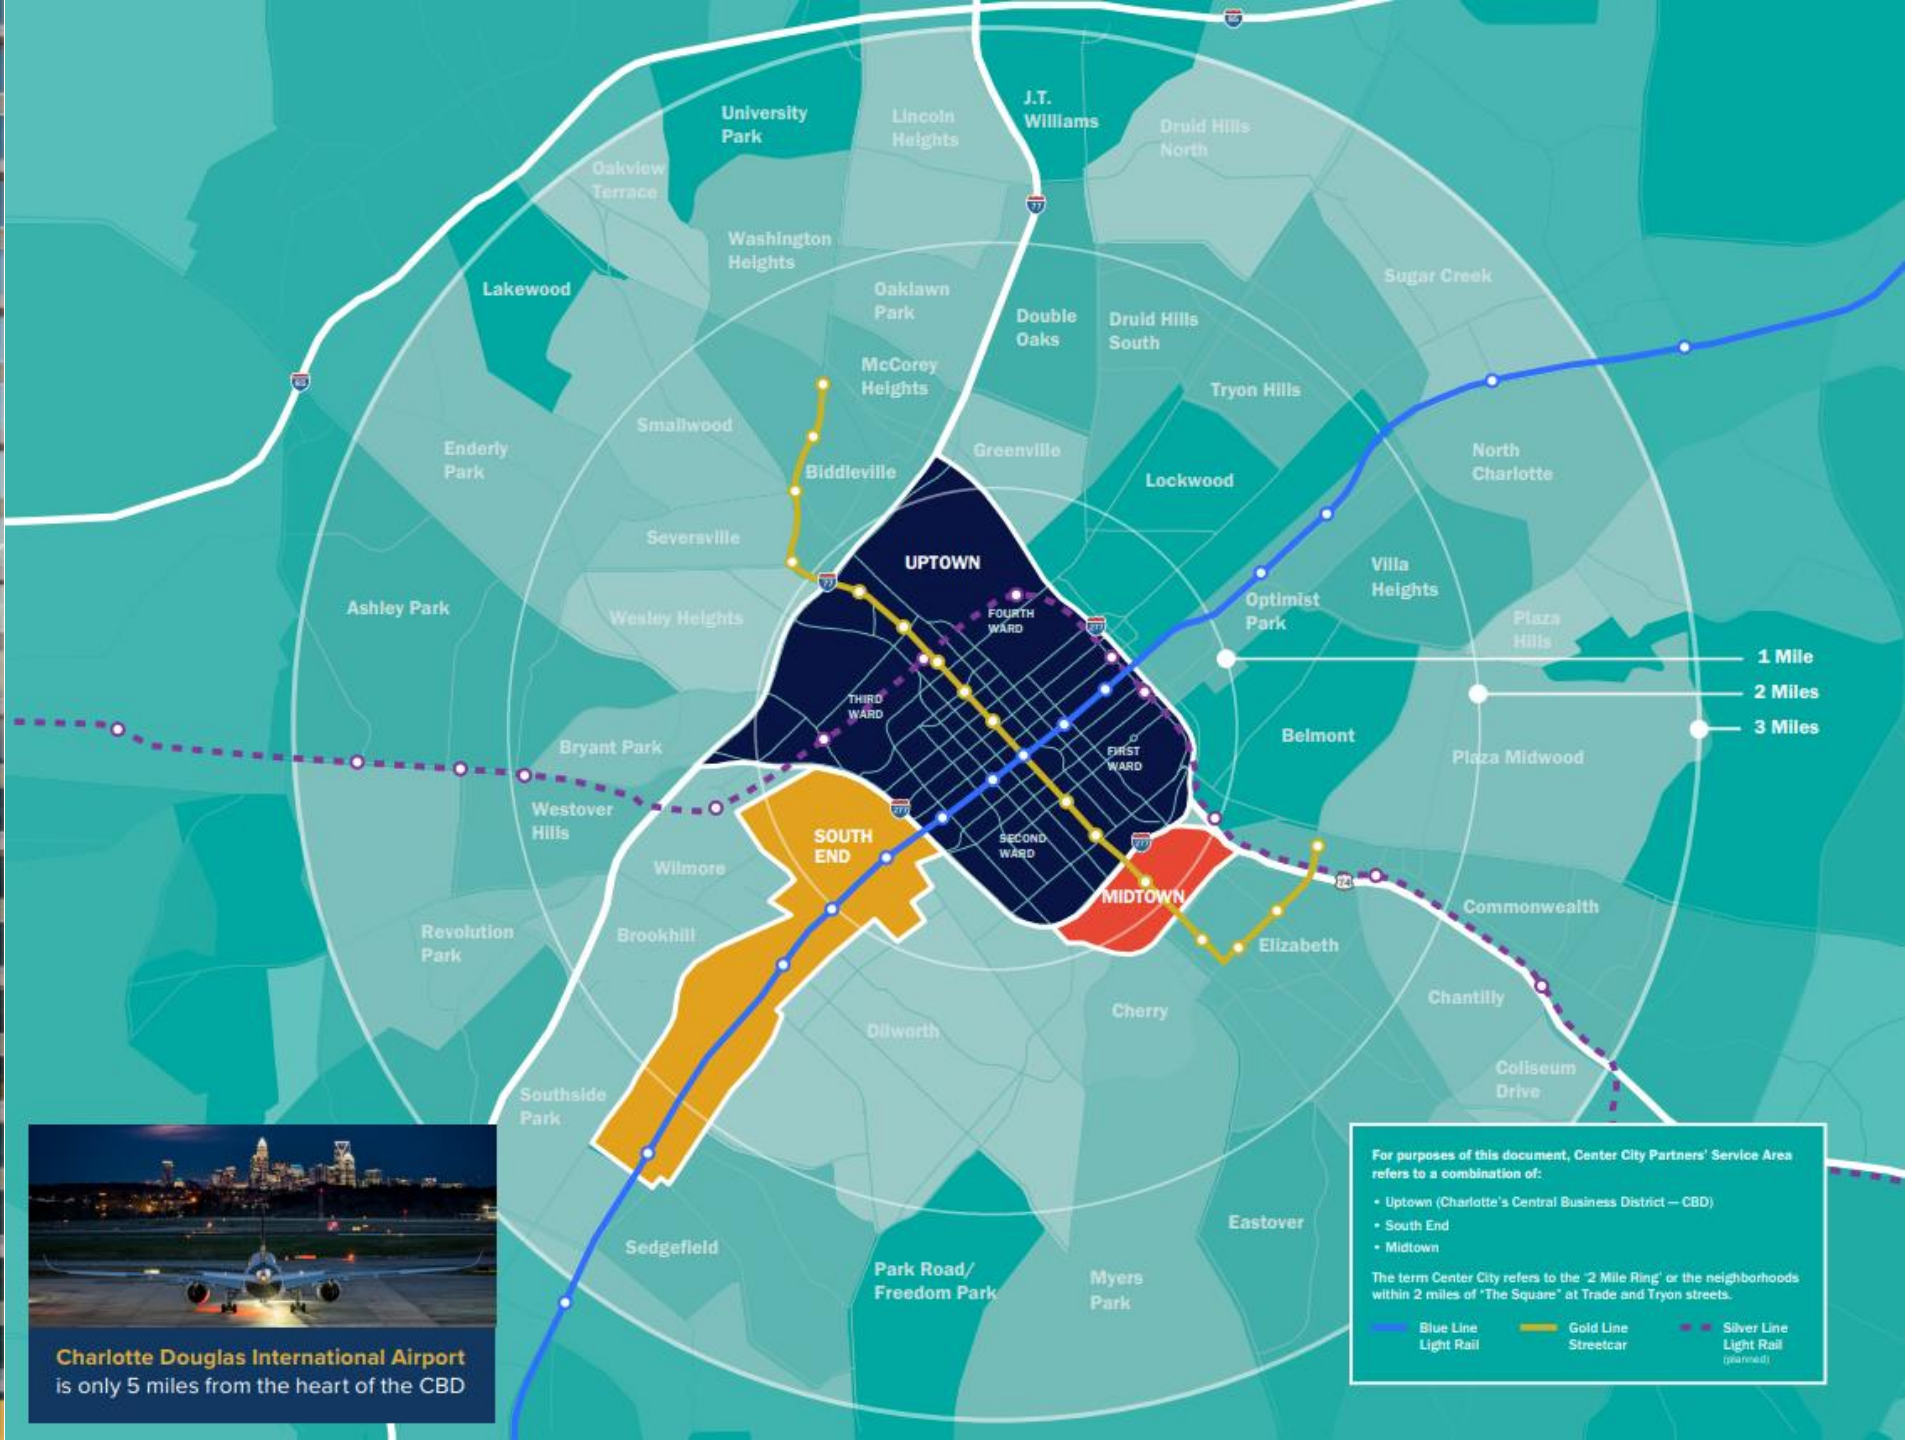 85
J.T.
Williams
University
Park
Lincoln
Heights
Druid Hills
North
Oakview
Terrace
77
Washington
Heights
Sugar Creek
Lakewood
Oaklawn
Park
Double
Oaks
Druid Hills
South
McCorey
Heights
85
Tryon Hills
Smallwood
Enderly
Park
Greenville
North
Charlotte
Biddleville
Lockwood
Seversville
UPTOWN
77
Villa
Heights
Ashley Park
Wesley Heights
FOURTH
WARD
277
Optimist
Park
Plaza
Hills
1 Mile
2 Miles
3 Miles
THIRD
WARD
Bryant Park
FIRST
WARD
Belmont
Plaza Midwood
Westover
Hills
277
SOUTH
END
SECOND
WARD
277
Wilmore
74
MIDTOWN
Commonwealth
Revolution
Park
Brookhill
Elizabeth
Chantilly
Cherry
Dilworth
Coliseum
Drive
Southside
Park
Sedgefield
Eastover
Park Road/
Freedom Park
Myers
Park
For purposes of this document, Center City Partners' Service Area
refers to a combination of:
• Uptown (Charlotte's Central Business District — CBD)
• South End
• Midtown
The term Center City refers to the '2 Mile Ring' or the neighborhoods
within 2 miles of "The Square" at Trade and Tryon streets.
Blue Line
Light Rail
Gold Line
Streetcar
Silver Line
Light Rail
(planned)
Charlotte Douglas International Airport
is only 5 miles from the heart of the CBD